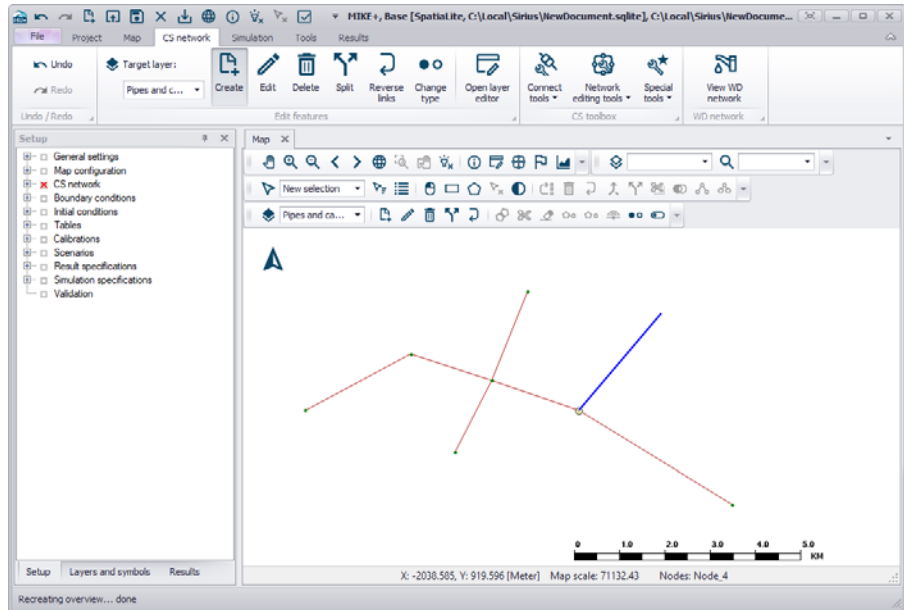 MIKE+, Base [SpatiaLite, C:\Local\Sirius\NewDocument.sqlite], C:\Local\Sirius\NewDocume...
File Project Map CS network Simulation Tools Results
Undo
Redo
Undo / Redo
Target layer:
Pipes and c...
Create
Edit
Delete
Split
Reverse links
Change type
Open layer editor
Edit features
Connect tools
Network editing tools
Special tools
CS toolbox
View WD network
WD network
Setup
General settings
Map configuration
CS network
Boundary conditions
Initial conditions
Tables
Calibrations
Scenarios
Result specifications
Simulation specifications
Validation
Setup Layers and symbols Results
Map
New selection
Pipes and ca...
0 1.0 2.0 3.0 4.0 5.0
KM
X: -2038.585, Y: 919.596 [Meter] Map scale: 71132.43 Nodes: Node_4
Recreating overview... done